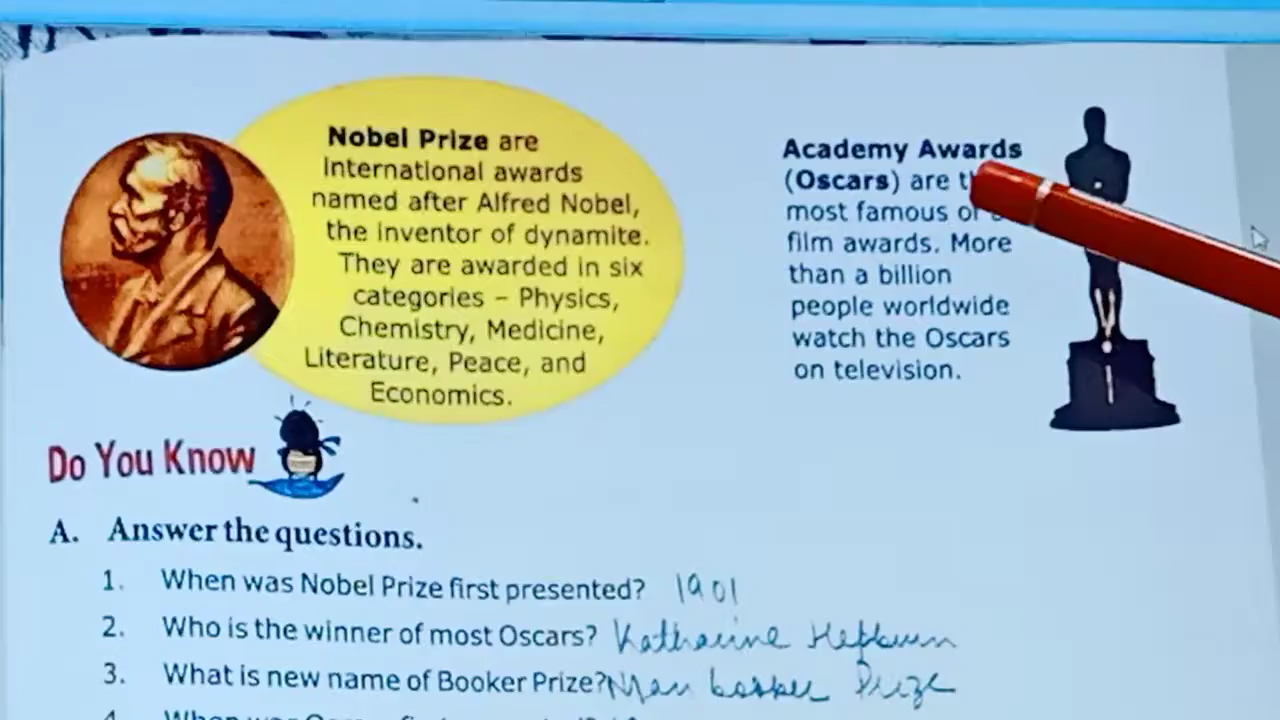 Nobel Prize are
International awards
named after Alfred Nobel,
the inventor of dynamite.
They are awarded in six
categories – Physics,
Chemistry, Medicine,
Literature, Peace, and
Economics.
Academy Awards
(Oscars) are
most famous of
film awards. More
than a billion
people worldwide
watch the Oscars
on television.
Do You Know
A. Answer the questions.
1. When was Nobel Prize first presented? 1901
2. Who is the winner of most Oscars? Katharine Hepburn
3. What is new name of Booker Prize? Man booker Prize